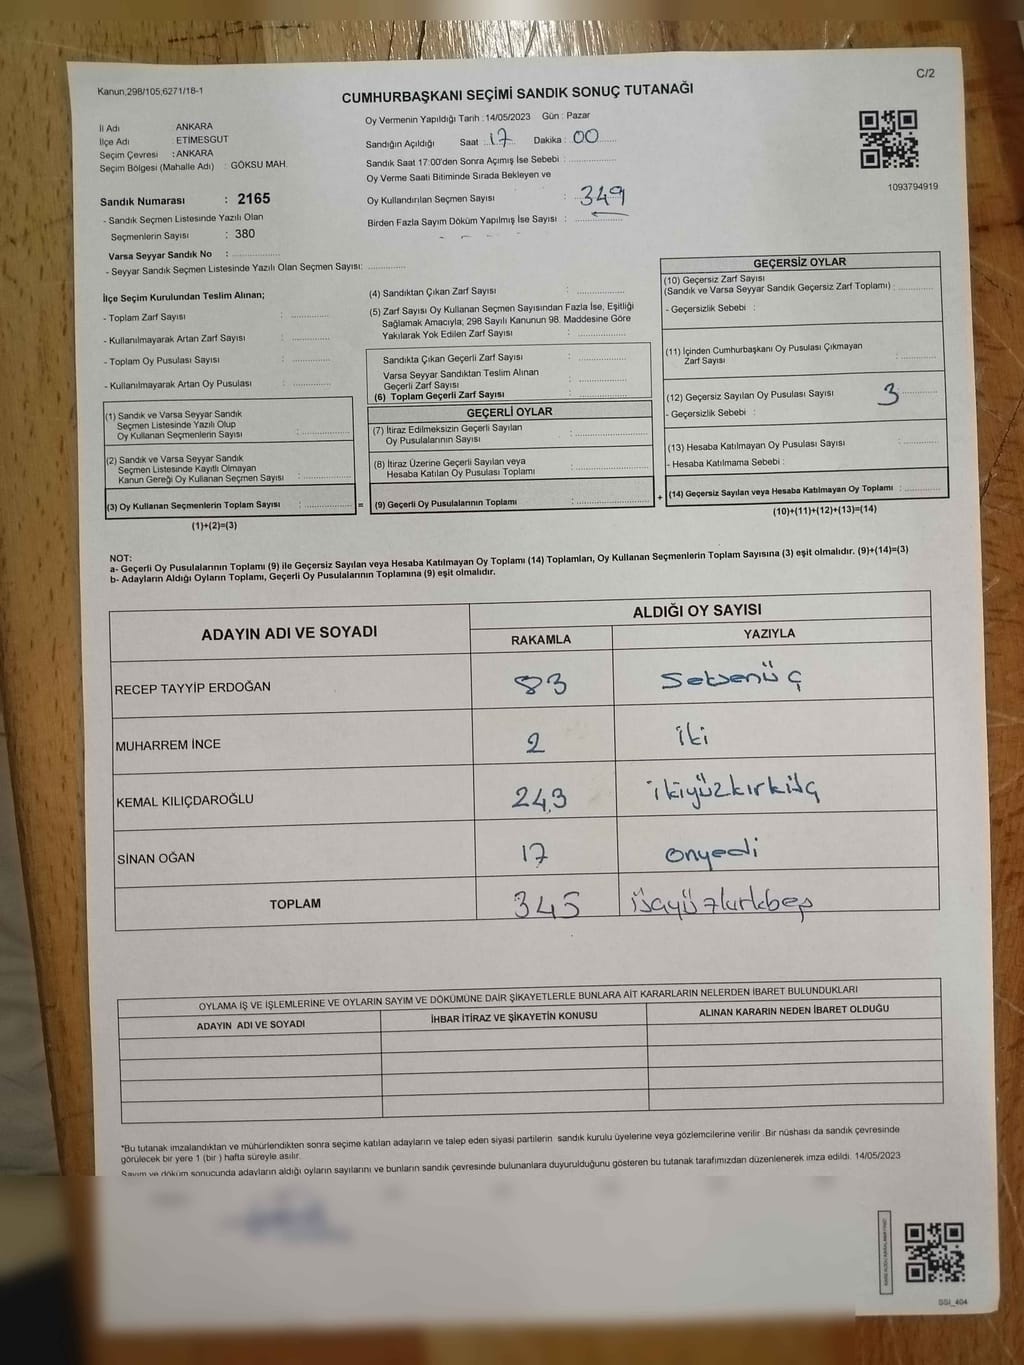 Kanun,298/105,6271/18-1
C/2
CUMHURBAŞKANI SEÇİMİ SANDIK SONUÇ TUTANAĞI
İl Adı ANKARA
İlçe Adı : ETİMESGUT
Seçim Çevresi : ANKARA
Seçim Bölgesi (Mahalle Adı) : GÖKSU MAH.
Oy Vermenin Yapıldığı Tarih : 14/05/2023 Gün : Pazar
Sandığın Açıldığı Saat 17 Dakika : 00
Sandık Saat 17:00'den Sonra Açımış İse Sebebi :
Oy Verme Saati Bitiminde Sırada Bekleyen ve
Oy Kullandırılan Seçmen Sayısı : 349
Birden Fazla Sayım Döküm Yapılmış İse Sayısı :
1093794919
Sandık Numarası : 2165
- Sandık Seçmen Listesinde Yazılı Olan
Seçmenlerin Sayısı : 380
Varsa Seyyar Sandık No :
- Seyyar Sandık Seçmen Listesinde Yazılı Olan Seçmen Sayısı:
İlçe Seçim Kurulundan Teslim Alınan;
- Toplam Zarf Sayısı :
- Kullanılmayarak Artan Zarf Sayısı :
- Toplam Oy Pusulası Sayısı :
- Kullanılmayarak Artan Oy Pusulası :
(1) Sandık ve Varsa Seyyar Sandık
Seçmen Listesinde Yazılı Olup
Oy Kullanan Seçmenlerin Sayısı :
(2) Sandık ve Varsa Seyyar Sandık
Seçmen Listesinde Kayıtlı Olmayan
Kanun Gereği Oy Kullanan Seçmen Sayısı :
(3) Oy Kullanan Seçmenlerin Toplam Sayısı : =
(1)+(2)=(3)
(4) Sandıktan Çıkan Zarf Sayısı :
(5) Zarf Sayısı Oy Kullanan Seçmen Sayısından Fazla İse, Eşitliği
Sağlamak Amacıyla; 298 Sayılı Kanunun 98. Maddesine Göre
Yakılarak Yok Edilen Zarf Sayısı :
Sandıkta Çıkan Geçerli Zarf Sayısı :
Varsa Seyyar Sandıktan Teslim Alınan
Geçerli Zarf Sayısı :
(6) Toplam Geçerli Zarf Sayısı :
GEÇERLİ OYLAR
(7) İtiraz Edilmeksizin Geçerli Sayılan
Oy Pusulalarının Sayısı :
(8) İtiraz Üzerine Geçerli Sayılan veya
Hesaba Katılan Oy Pusulası Toplamı :
(9) Geçerli Oy Pusulalarının Toplamı : +
GEÇERSİZ OYLAR
(10) Geçersiz Zarf Sayısı
(Sandık ve Varsa Seyyar Sandık Geçersiz Zarf Toplamı) :
- Geçersizlik Sebebi :
(11) İçinden Cumhurbaşkanı Oy Pusulası Çıkmayan
Zarf Sayısı :
(12) Geçersiz Sayılan Oy Pusulası Sayısı : 3
- Geçersizlik Sebebi :
(13) Hesaba Katılmayan Oy Pusulası Sayısı :
- Hesaba Katılmama Sebebi :
(14) Geçersiz Sayılan veya Hesaba Katılmayan Oy Toplamı :
(10)+(11)+(12)+(13)=(14)
NOT:
a- Geçerli Oy Pusulalarının Toplamı (9) ile Geçersiz Sayılan veya Hesaba Katılmayan Oy Toplamı (14) Toplamları, Oy Kullanan Seçmenlerin Toplam Sayısına (3) eşit olmalıdır. (9)+(14)=(3)
b- Adayların Aldığı Oyların Toplamı, Geçerli Oy Pusulalarının Toplamına (9) eşit olmalıdır.
ADAYIN ADI VE SOYADI ALDIĞI OY SAYISI
RAKAMLA YAZIYLA
RECEP TAYYİP ERDOĞAN 83 Seksenüç
MUHARREM İNCE 2 iki
KEMAL KILIÇDAROĞLU 243 ikiyüzkırküç
SİNAN OĞAN 17 onyedi
TOPLAM 345 üçyüzkırkbeş
OYLAMA İŞ VE İŞLEMLERİNE VE OYLARIN SAYIM VE DÖKÜMÜNE DAİR ŞİKAYETLERLE BUNLARA AİT KARARLARIN NELERDEN İBARET BULUNDUKLARI
ADAYIN ADI VE SOYADI İHBAR İTİRAZ VE ŞİKAYETİN KONUSU ALINAN KARARIN NEDEN İBARET OLDUĞU
*Bu tutanak imzalandıktan ve mühürlendikten sonra seçime katılan adayların ve talep eden siyasi partilerin sandık kurulu üyelerine veya gözlemcilerine verilir .Bir nüshası da sandık çevresinde
görülecek bir yere 1 (bir ) hafta süreyle asılır.
Sayım ve döküm sonucunda adayların aldığı oyların sayılarını ve bunların sandık çevresinde bulunanlara duyurulduğunu gösteren bu tutanak tarafımızdan düzenlenerek imza edildi. 14/05/2023
SSI_404